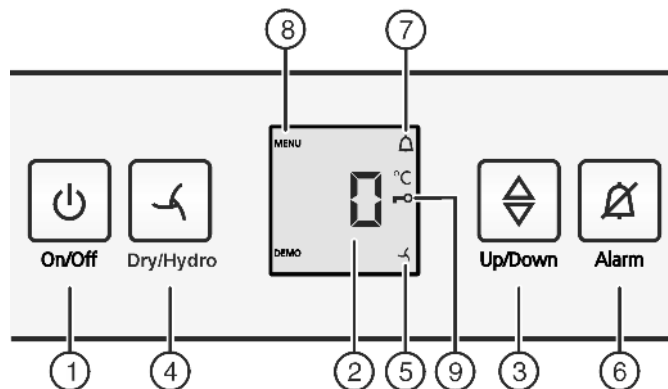 8 7
MENU
°C
0
On/Off Dry/Hydro DEMO Up/Down Alarm
1 4 2 5 9 3 6